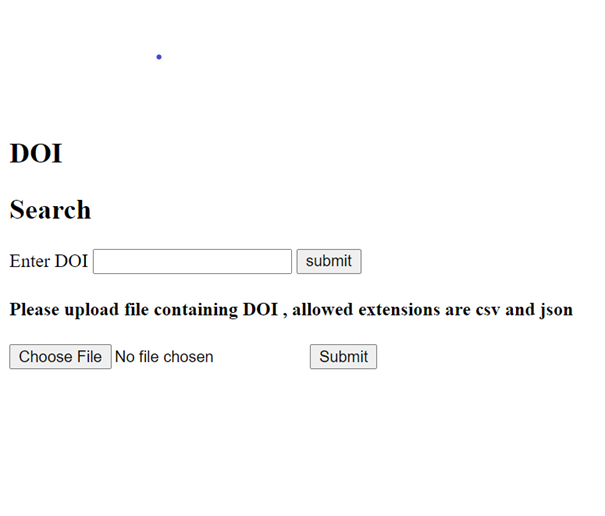 DOI
Search
Enter DOI submit
Please upload file containing DOI , allowed extensions are csv and json
Choose File No file chosen Submit